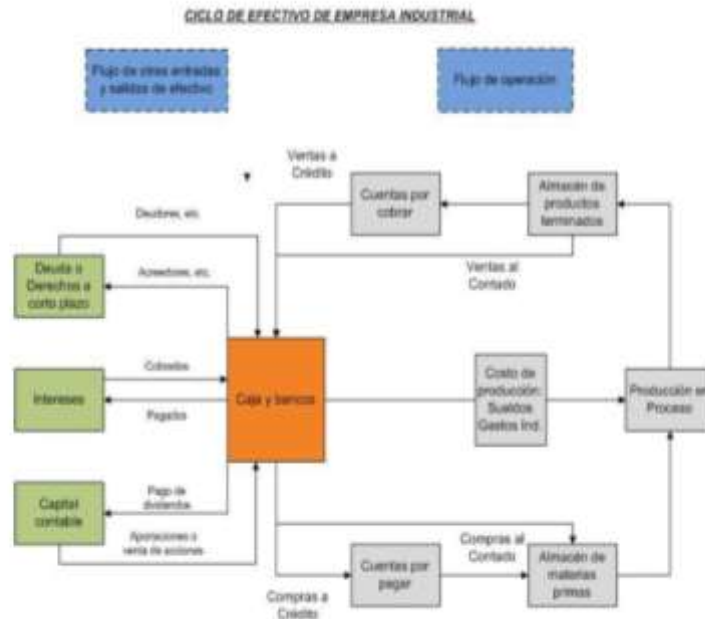 CICLO DE EFECTIVO DE EMPRESA INDUSTRIAL
Flujo de otras entradas
y salidas de efectivo
Flujo de operación
Ventas a
Crédito
Cuentas por
cobrar
Almacén de
productos
terminados
Deudores, etc.
Ventas al
Contado
Deuda o
Derechos a
corto plazo
Acreedores, etc.
Intereses
Cobrados
Pagados
Caja y bancos
Costo de
producción:
Sueldos
Gastos Ind.
Producción en
Proceso
Capital
contable
Pago de
dividendos
Aportaciones o
venta de acciones
Compras a
Crédito
Cuentas por
pagar
Compras al
Contado
Almacén de
materias
primas